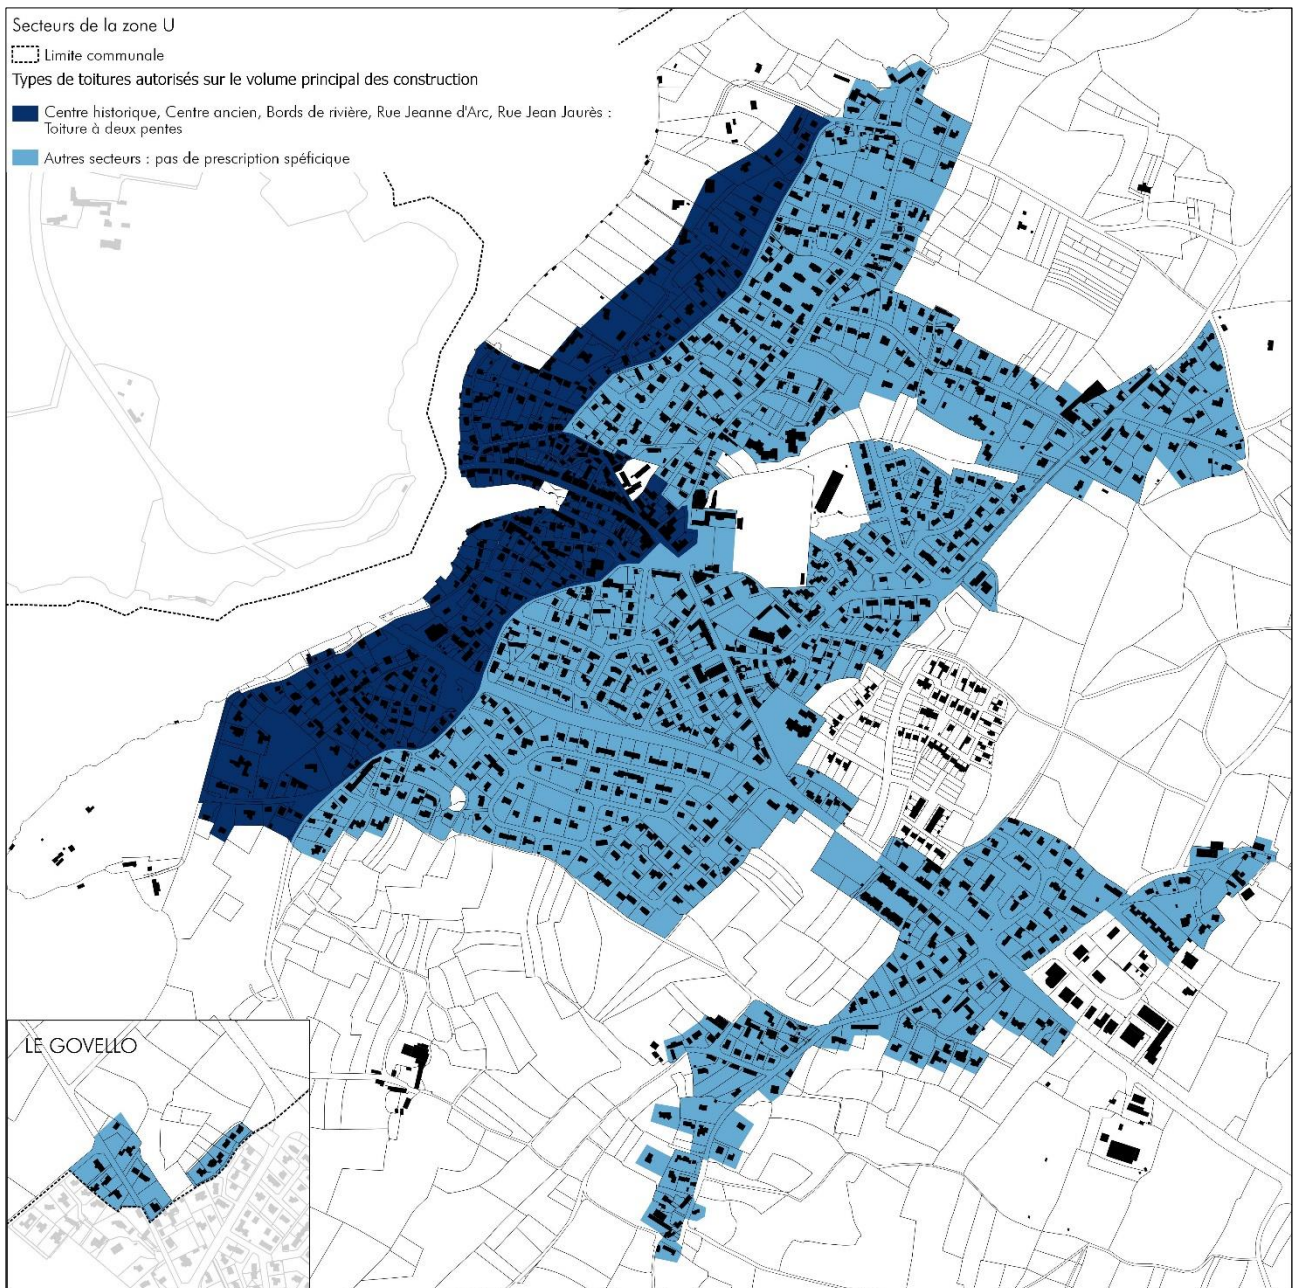 Secteurs de la zone U
Limite communale
Types de toitures autorisés sur le volume principal des construction
Centre historique, Centre ancien, Bords de rivière, Rue Jeanne d'Arc, Rue Jean Jaurès :
Toiture à deux pentes
Autres secteurs : pas de prescription spéficique
LE GOVELLO